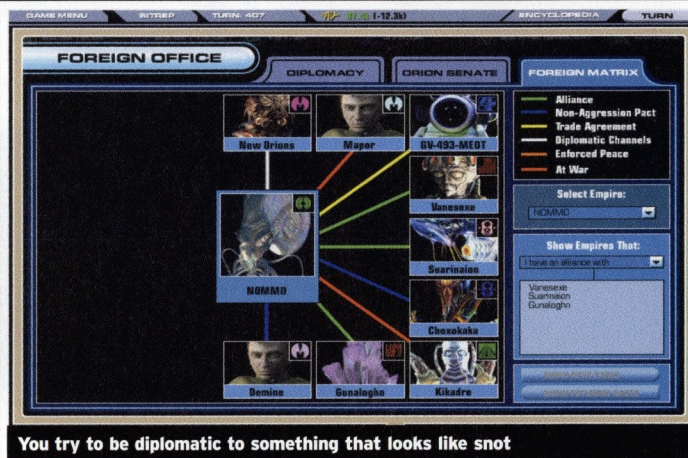 GAME MENU SITREP TURN: 407 (-12.3k) ENCYCLOPEDIA TURN
FOREIGN OFFICE
DIPLOMACY ORION SENATE FOREIGN MATRIX
New Orions Mapor GV-493-MEOT
Vanesexe
Suarinaion
NOMMO
Chexokaka
Demine Gunaloghn Kikadre
Alliance
Non-Aggression Pact
Trade Agreement
Diplomatic Channels
Enforced Peace
At War
Select Empire:
NOMMO
Show Empires That:
I have an alliance with
Vanesexe
Suarinaion
Gunaloghn
You try to be diplomatic to something that looks like snot